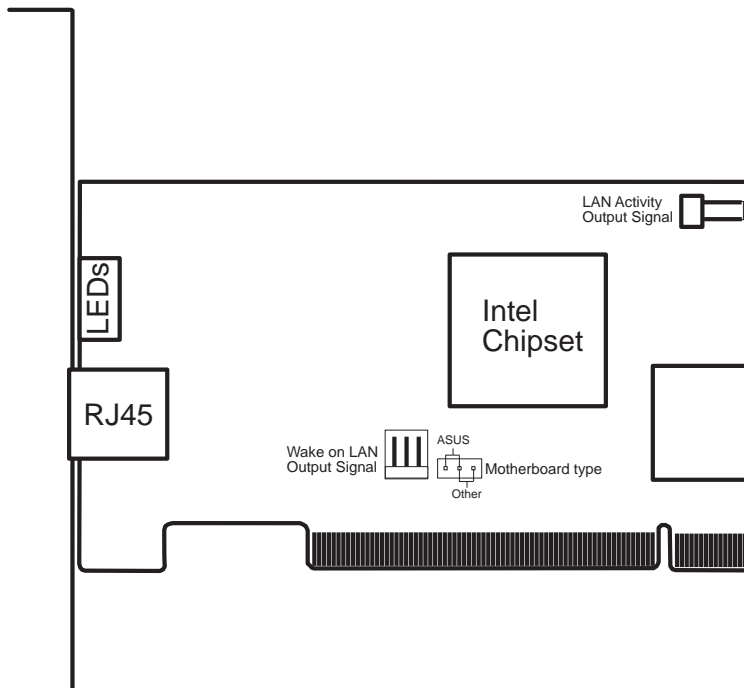 LAN Activity
Output Signal
LEDs
Intel
Chipset
RJ45
Wake on LAN
Output Signal
ASUS
Motherboard type
Other